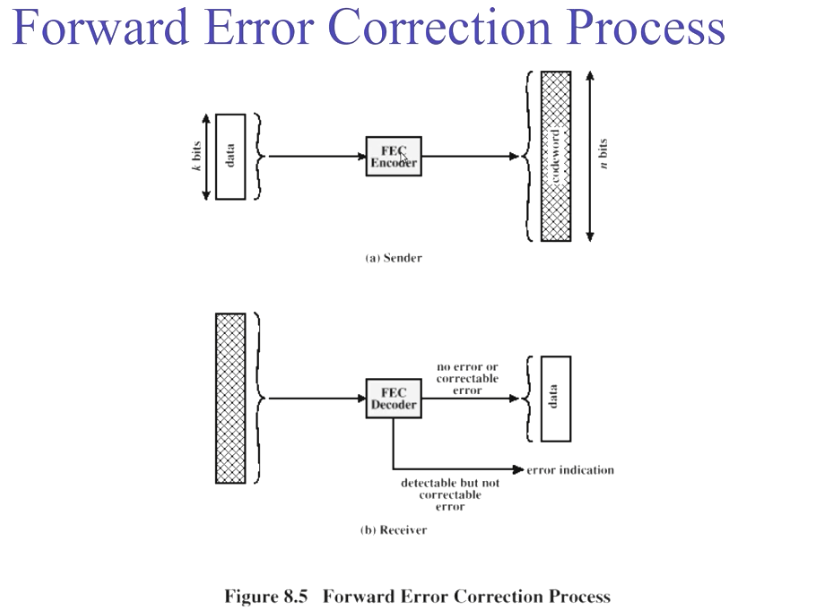 Forward Error Correction Process
k bits
data
FEC
Encoder
codeword
n bits
(a) Sender
FEC
Decoder
no error or
correctable
error
data
error indication
detectable but not
correctable
error
(b) Receiver
Figure 8.5 Forward Error Correction Process